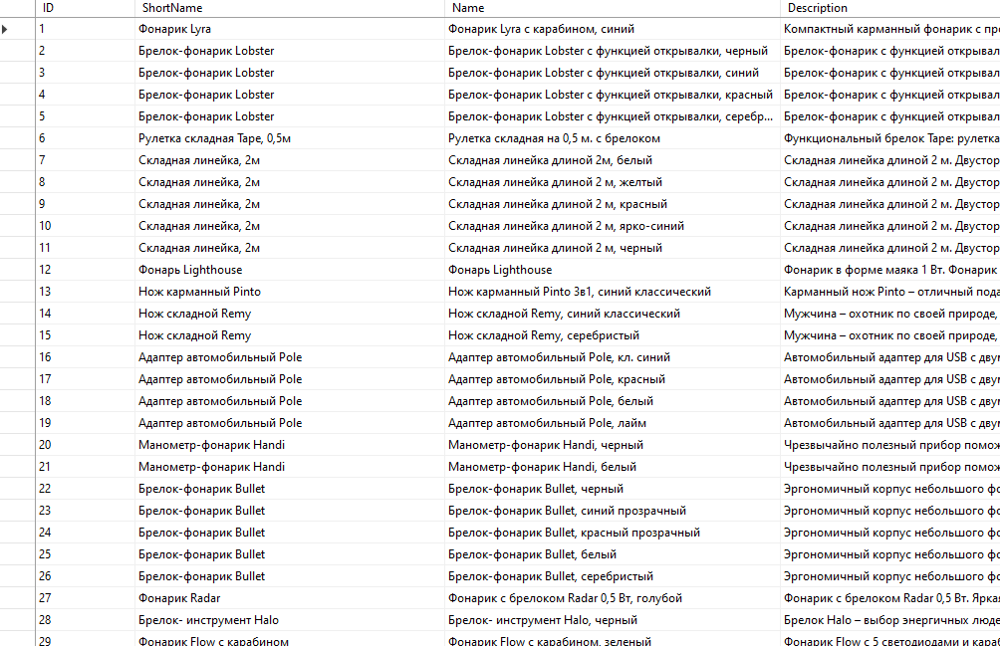 ID ShortName Name Description
1 Фонарик Lyra Фонарик Lyra с карабином, синий Компактный карманный фонарик с пр
2 Брелок-фонарик Lobster Брелок-фонарик Lobster с функцией открывалки, черный Брелок-фонарик с функцией открывал
3 Брелок-фонарик Lobster Брелок-фонарик Lobster с функцией открывалки, синий Брелок-фонарик с функцией открывал
4 Брелок-фонарик Lobster Брелок-фонарик Lobster с функцией открывалки, красный Брелок-фонарик с функцией открывал
5 Брелок-фонарик Lobster Брелок-фонарик Lobster с функцией открывалки, серебр... Брелок-фонарик с функцией открывал
6 Рулетка складная Tape, 0,5м Рулетка складная на 0,5 м. с брелоком Функциональный брелок Tape: рулетка
7 Складная линейка, 2м Складная линейка длиной 2м, белый Складная линейка длиной 2 м. Двустор
8 Складная линейка, 2м Складная линейка длиной 2 м, желтый Складная линейка длиной 2 м. Двустор
9 Складная линейка, 2м Складная линейка длиной 2 м, красный Складная линейка длиной 2 м. Двустор
10 Складная линейка, 2м Складная линейка длиной 2 м, ярко-синий Складная линейка длиной 2 м. Двустор
11 Складная линейка, 2м Складная линейка длиной 2 м, черный Складная линейка длиной 2 м. Двустор
12 Фонарь Lighthouse Фонарь Lighthouse Фонарик в форме маяка 1 Вт. Фонарик
13 Нож карманный Pinto Нож карманный Pinto 3в1, синий классический Карманный нож Pinto – отличный пода
14 Нож складной Remy Нож складной Remy, синий классический Мужчина – охотник по своей природе,
15 Нож складной Remy Нож складной Remy, серебристый Мужчина – охотник по своей природе,
16 Адаптер автомобильный Pole Адаптер автомобильный Pole, кл. синий Автомобильный адаптер для USB с дву
17 Адаптер автомобильный Pole Адаптер автомобильный Pole, красный Автомобильный адаптер для USB с дву
18 Адаптер автомобильный Pole Адаптер автомобильный Pole, белый Автомобильный адаптер для USB с дву
19 Адаптер автомобильный Pole Адаптер автомобильный Pole, лайм Автомобильный адаптер для USB с дву
20 Манометр-фонарик Handi Манометр-фонарик Handi, черный Чрезвычайно полезный прибор помо
21 Манометр-фонарик Handi Манометр-фонарик Handi, белый Чрезвычайно полезный прибор помо
22 Брелок-фонарик Bullet Брелок-фонарик Bullet, черный Эргономичный корпус небольшого фо
23 Брелок-фонарик Bullet Брелок-фонарик Bullet, синий прозрачный Эргономичный корпус небольшого фо
24 Брелок-фонарик Bullet Брелок-фонарик Bullet, красный прозрачный Эргономичный корпус небольшого фо
25 Брелок-фонарик Bullet Брелок-фонарик Bullet, белый Эргономичный корпус небольшого фо
26 Брелок-фонарик Bullet Брелок-фонарик Bullet, серебристый Эргономичный корпус небольшого фо
27 Фонарик Radar Фонарик с брелоком Radar 0,5 Вт, голубой Фонарик с брелоком Radar 0,5 Вт. Ярка
28 Брелок- инструмент Halo Брелок- инструмент Halo, черный Брелок Halo – выбор энергичных люде
29 Фонарик Flow с карабином Фонарик Flow с карабином, зеленый Фонарик Flow с 5 светодиодами и караб